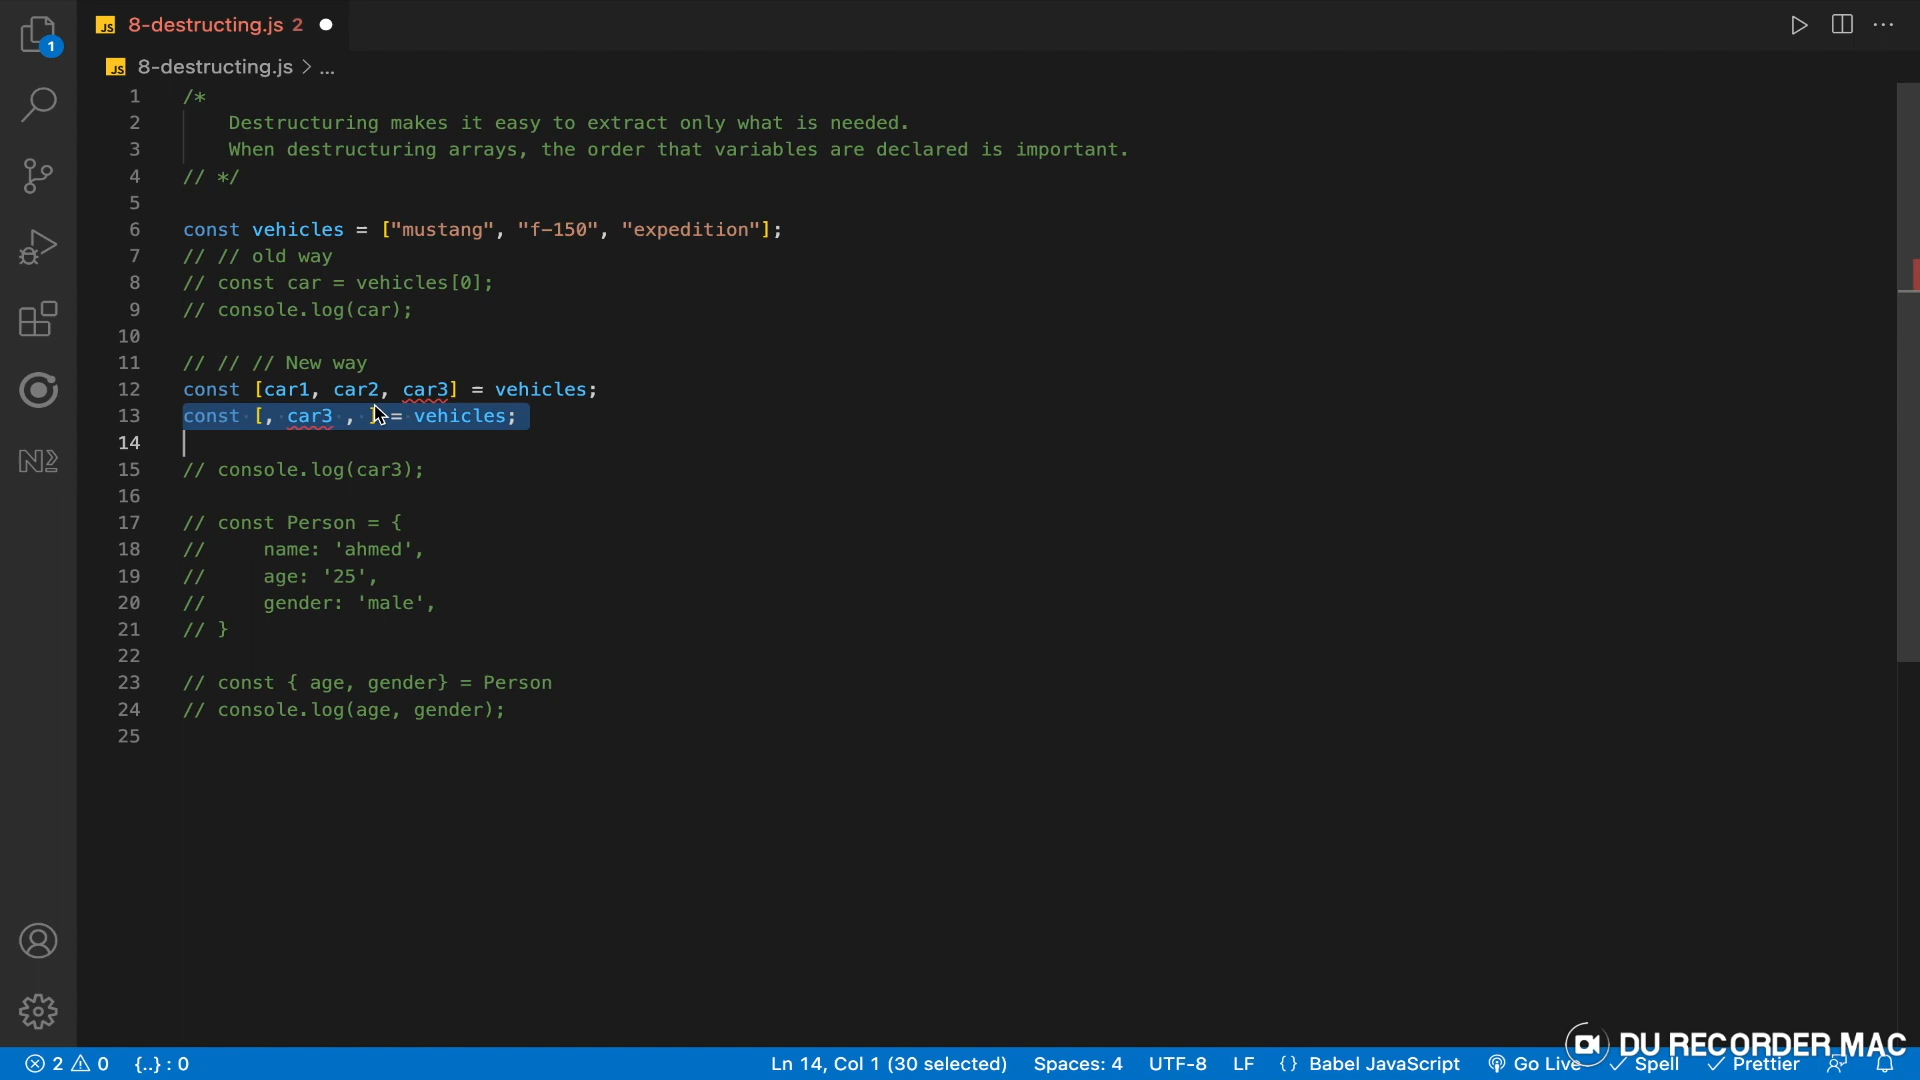 1
JS 8-destructing.js 2
JS 8-destructing.js > ...
1 /*
2 Destructuring makes it easy to extract only what is needed.
3 When destructuring arrays, the order that variables are declared is important.
4 // */
5
6 const vehicles = ["mustang", "f-150", "expedition"];
7 // // old way
8 // const car = vehicles[0];
9 // console.log(car);
10
11 // // // New way
12 const [car1, car2, car3] = vehicles;
13 const [, car3 , ] = vehicles;
14
15 // console.log(car3);
16
17 // const Person = {
18 // name: 'ahmed',
19 // age: '25',
20 // gender: 'male',
21 // }
22
23 // const { age, gender} = Person
24 // console.log(age, gender);
25
DU RECORDER MAC
2 0 {..} : 0 Ln 14, Col 1 (30 selected) Spaces: 4 UTF-8 LF {} Babel JavaScript Go Live Spell Prettier